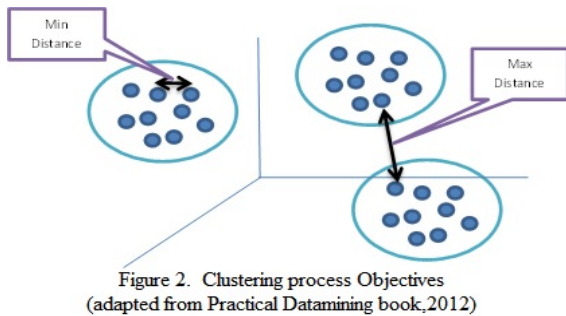 Min
Distance
Max
Distance
Figure 2. Clustering process Objectives
(adapted from Practical Datamining book,2012)